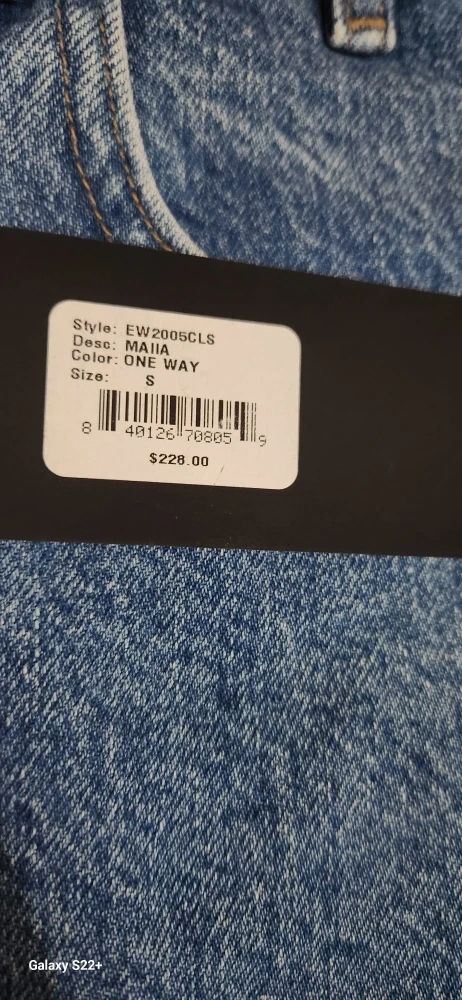 Style: EW2005CLS
Desc: MAIIA
Color: ONE WAY
Size: S
8 40126 70805 9
$228.00
Galaxy S22+